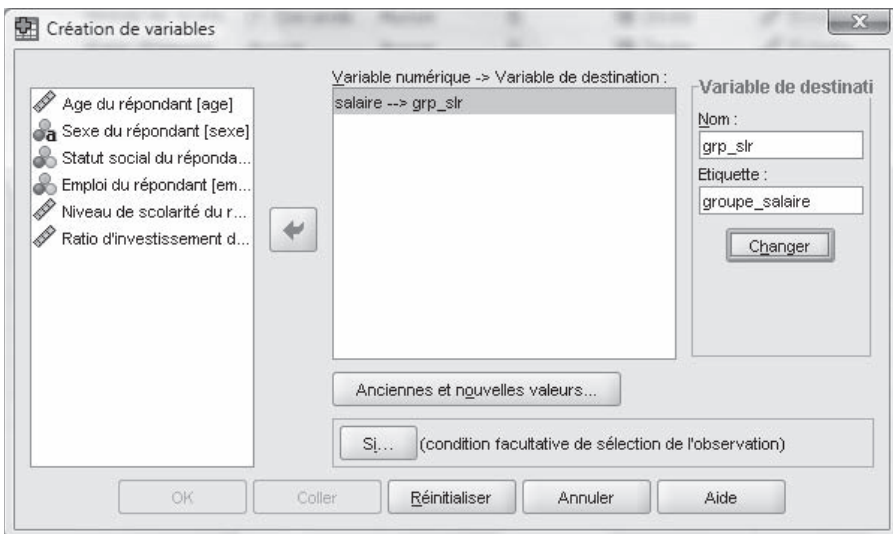 Création de variables
Age du répondant [age]
Sexe du répondant [sexe]
Statut social du réponda...
Emploi du répondant [em...
Niveau de scolarité du r...
Ratio d'investissement d...
Variable numérique -> Variable de destination :
salaire --> grp_slr
Variable de destinati
Nom :
grp_slr
Etiquette :
groupe_salaire
Changer
Anciennes et nouvelles valeurs...
Si... (condition facultative de sélection de l'observation)
OK Coller Réinitialiser Annuler Aide